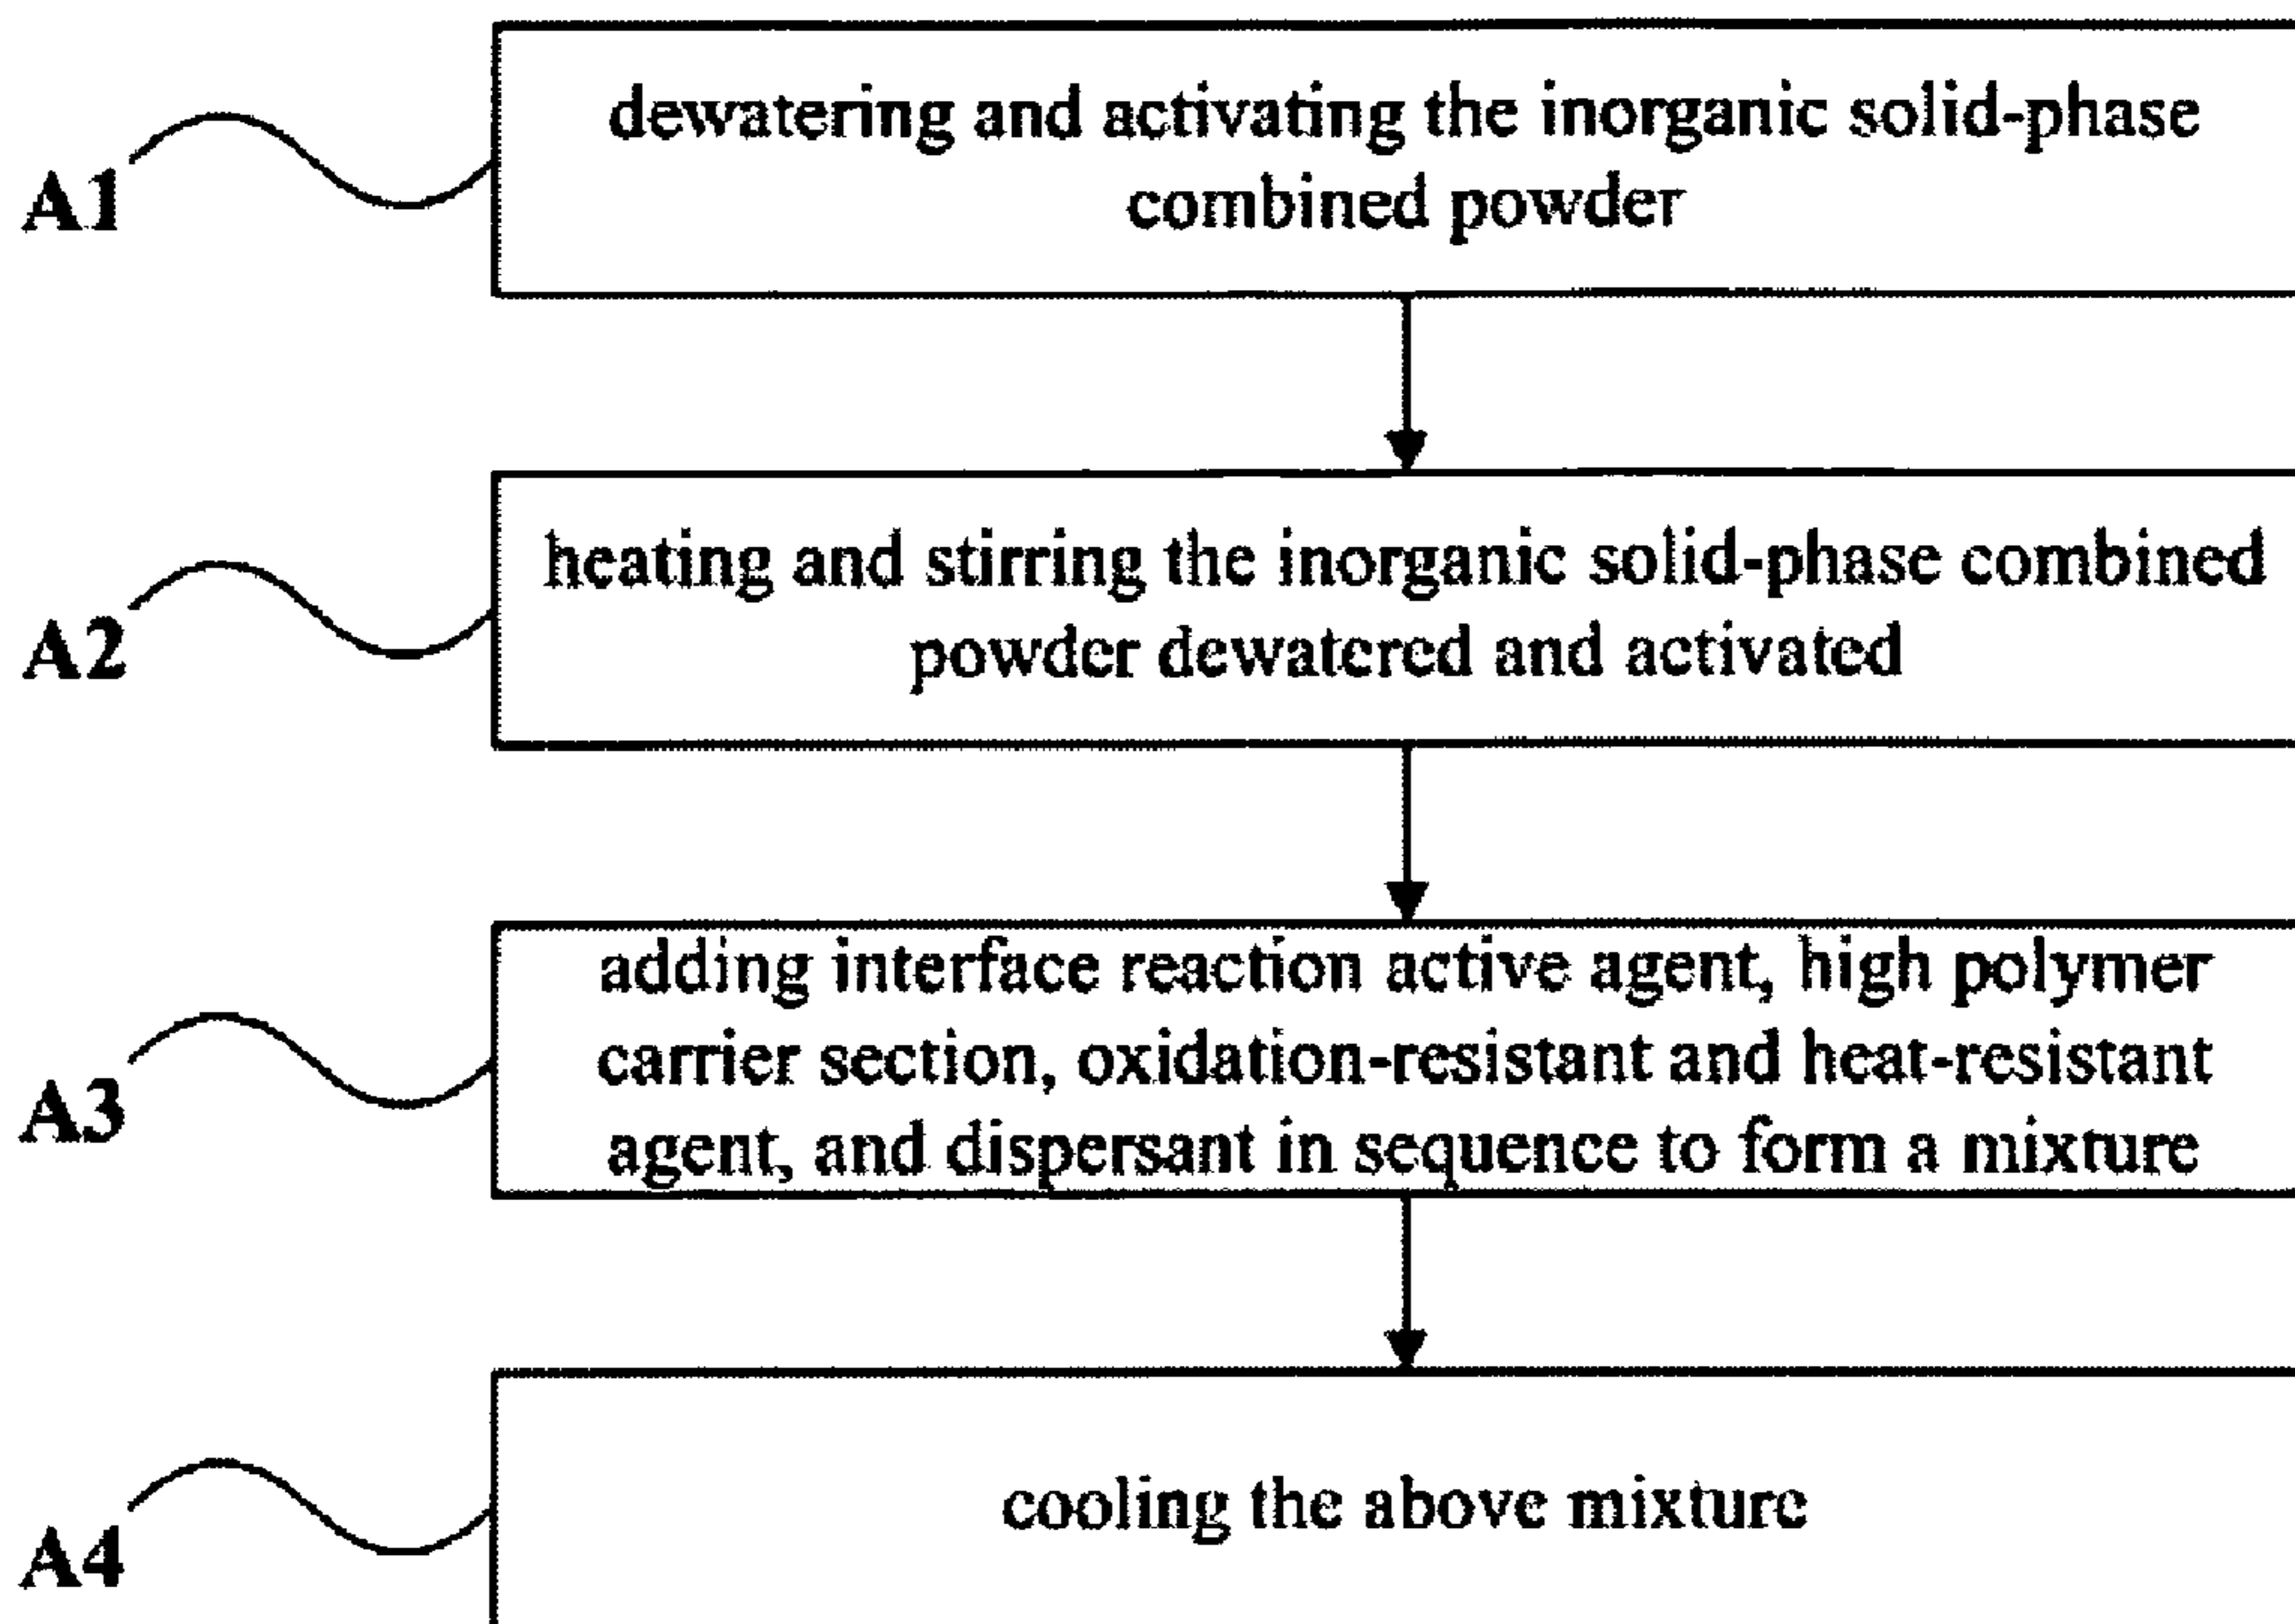 A1
dewatering and activating the inorganic solid-phase
combined powder
A2
heating and stirring the inorganic solid-phase combined
powder dewatered and activated
A3
adding interface reaction active agent, high polymer
carrier section, oxidation-resistant and heat-resistant
agent, and dispersant in sequence to form a mixture
A4
cooling the above mixture